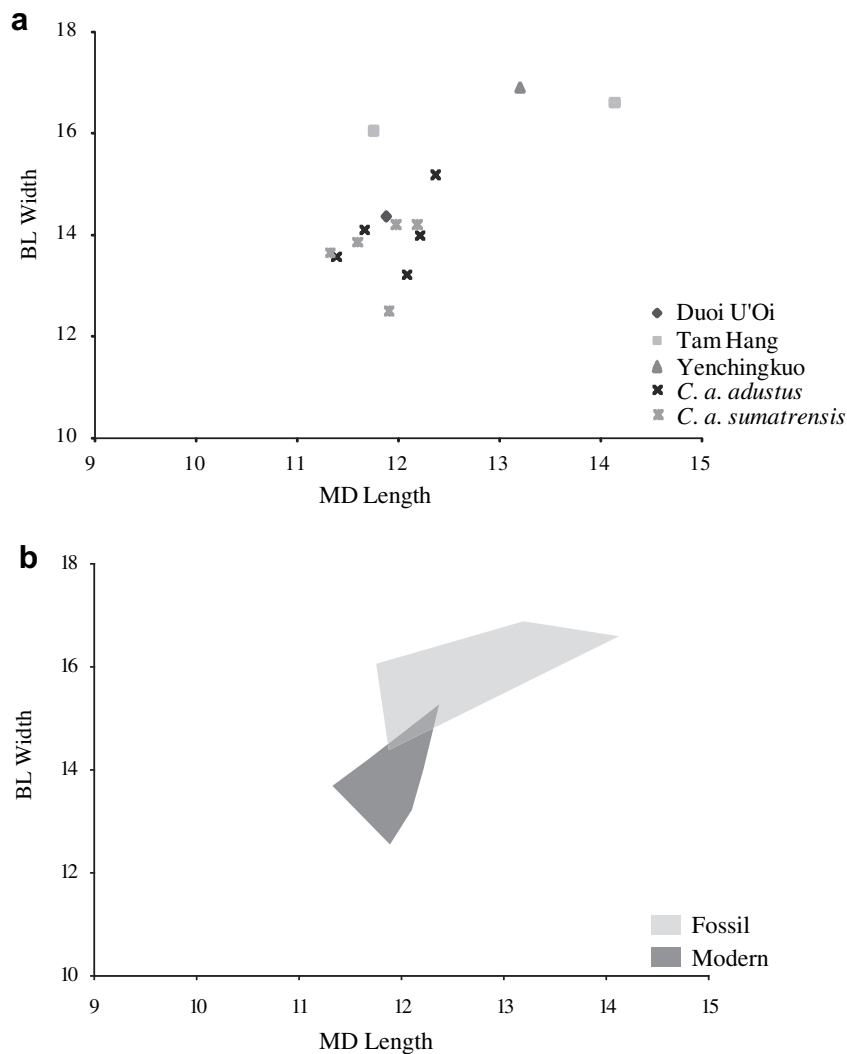 a
18
16
14
12
10
BL Width
9 10 11 12 13 14 15
MD Length
Duoi U'Oi
Tam Hang
Yenchingkuo
C. a. adustus
C. a. sumatrensis
b
18
16
14
12
10
BL Width
9 10 11 12 13 14 15
MD Length
Fossil
Modern